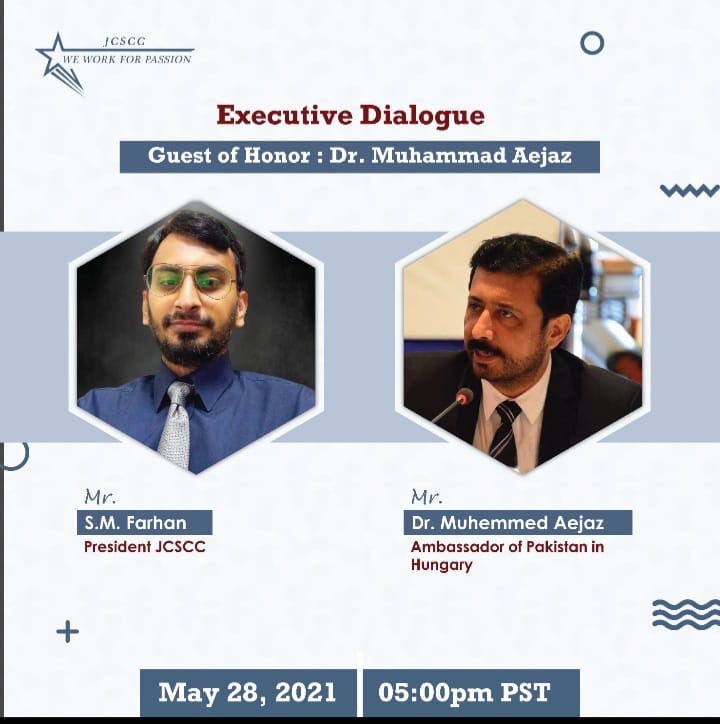 JCSCC
WE WORK FOR PASSION
Executive Dialogue
Guest of Honor : Dr. Muhammad Aejaz
Mr.
S.M. Farhan
President JCSCC
Mr.
Dr. Muhemmed Aejaz
Ambassador of Pakistan in
Hungary
May 28, 2021
05:00pm PST